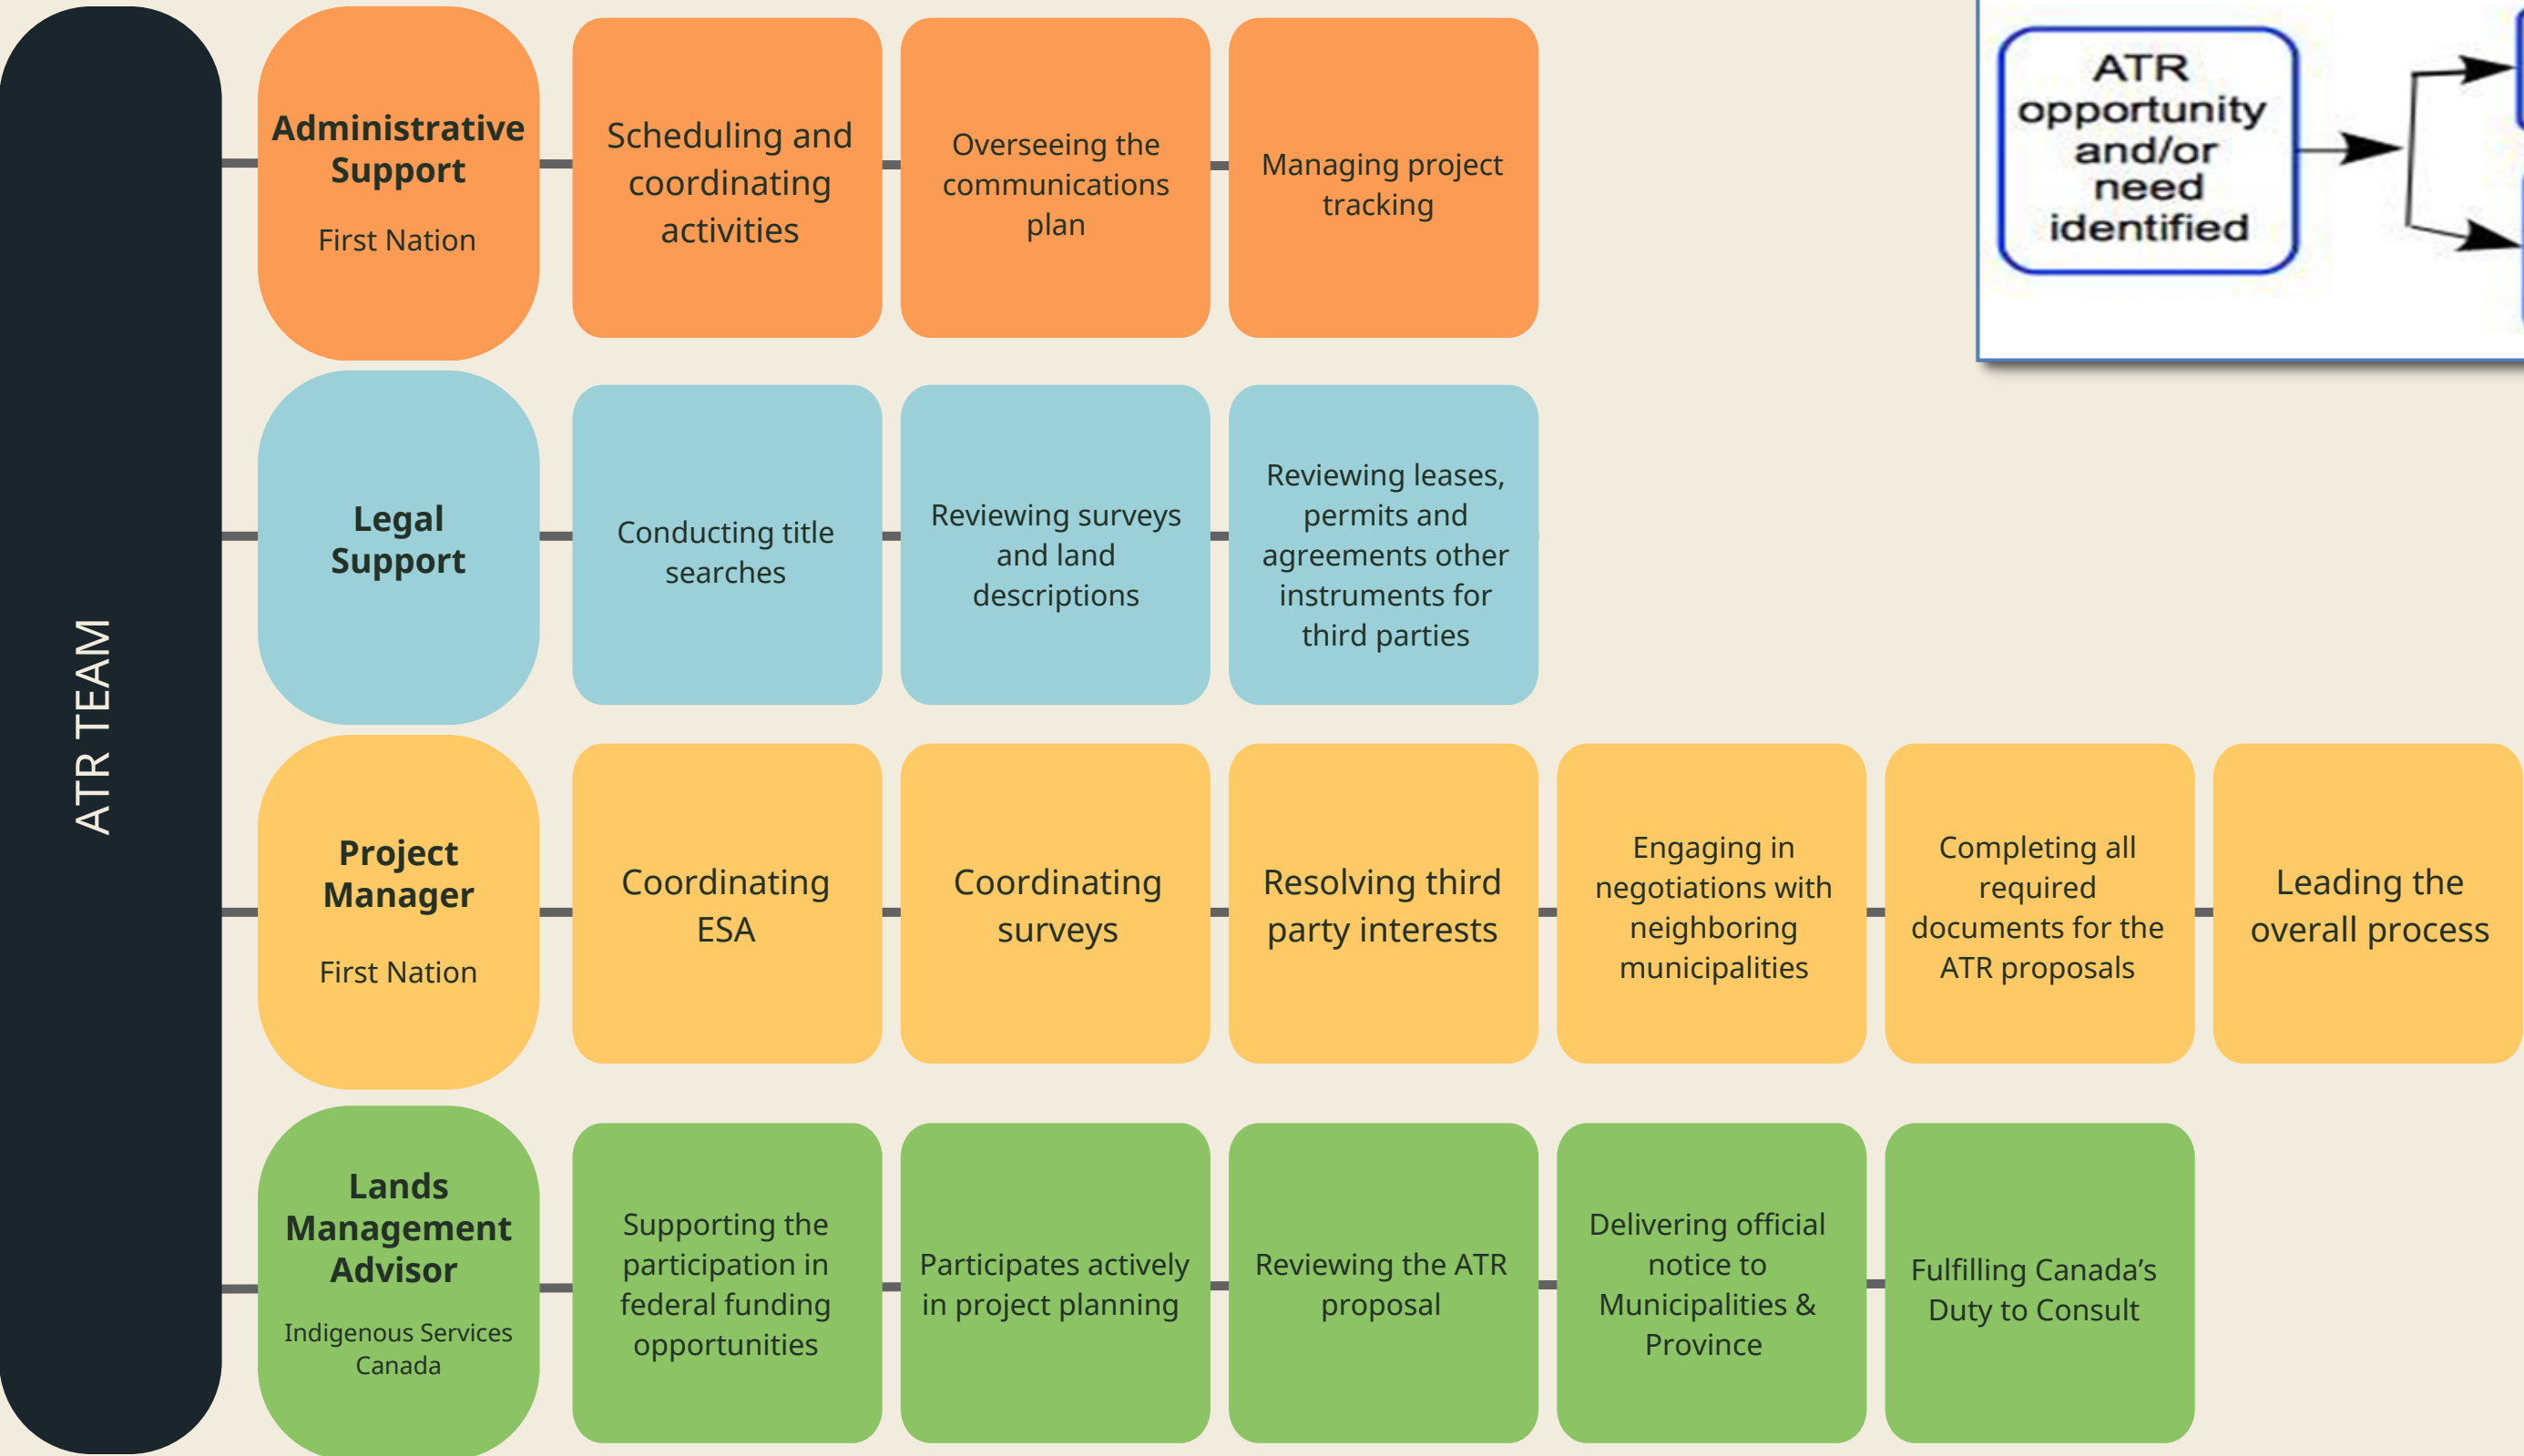 ATR TEAM
Administrative
Support
First Nation
Scheduling and
coordinating
activities
Overseeing the
communications
plan
Managing project
tracking
ATR
opportunity
and/or
need
identified
Legal
Support
Conducting title
searches
Reviewing surveys
and land
descriptions
Reviewing leases,
permits and
agreements other
instruments for
third parties
Project
Manager
First Nation
Coordinating
ESA
Coordinating
surveys
Resolving third
party interests
Engaging in
negotiations with
neighboring
municipalities
Completing all
required
documents for the
ATR proposals
Leading the
overall process
Lands
Management
Advisor
Indigenous Services
Canada
Supporting the
participation in
federal funding
opportunities
Participates actively
in project planning
Reviewing the ATR
proposal
Delivering official
notice to
Municipalities &
Province
Fulfilling Canada’s
Duty to Consult